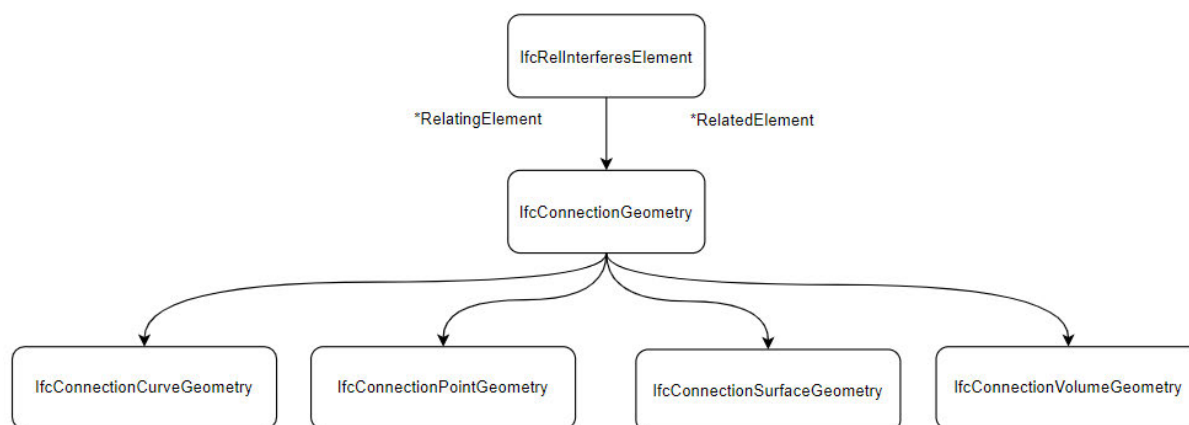 IfcRelInterferesElement
*RelatingElement
*RelatedElement
IfcConnectionGeometry
IfcConnectionCurveGeometry
IfcConnectionPointGeometry
IfcConnectionSurfaceGeometry
IfcConnectionVolumeGeometry